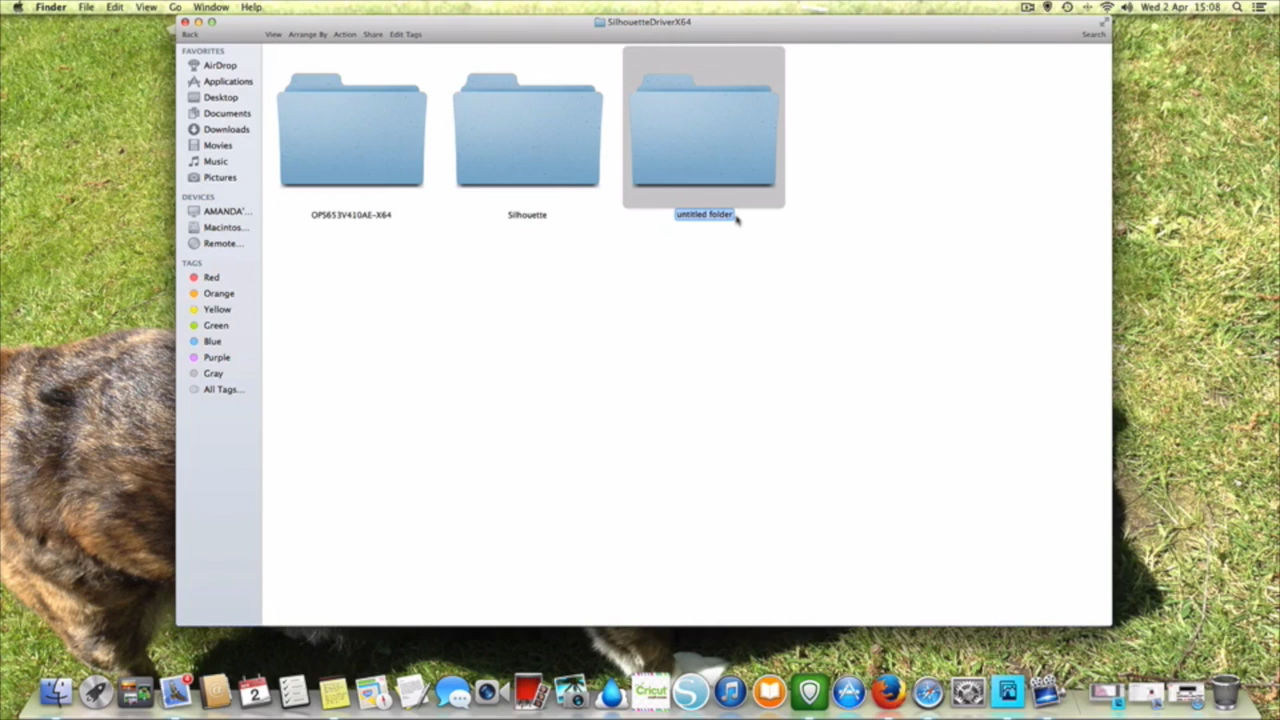 Finder File Edit View Go Window Help Wed 2 Apr 15:08
SilhouetteDriverX64
Back View Arrange By Action Share Edit Tags Search
FAVORITES
AirDrop
Applications
Desktop
Documents
Downloads
Movies
Music
Pictures
DEVICES
AMANDA'...
Macintos...
Remote...
TAGS
Red
Orange
Yellow
Green
Blue
Purple
Gray
All Tags...
OPS653V410AE-X64 Silhouette untitled folder
4
2
Cricut